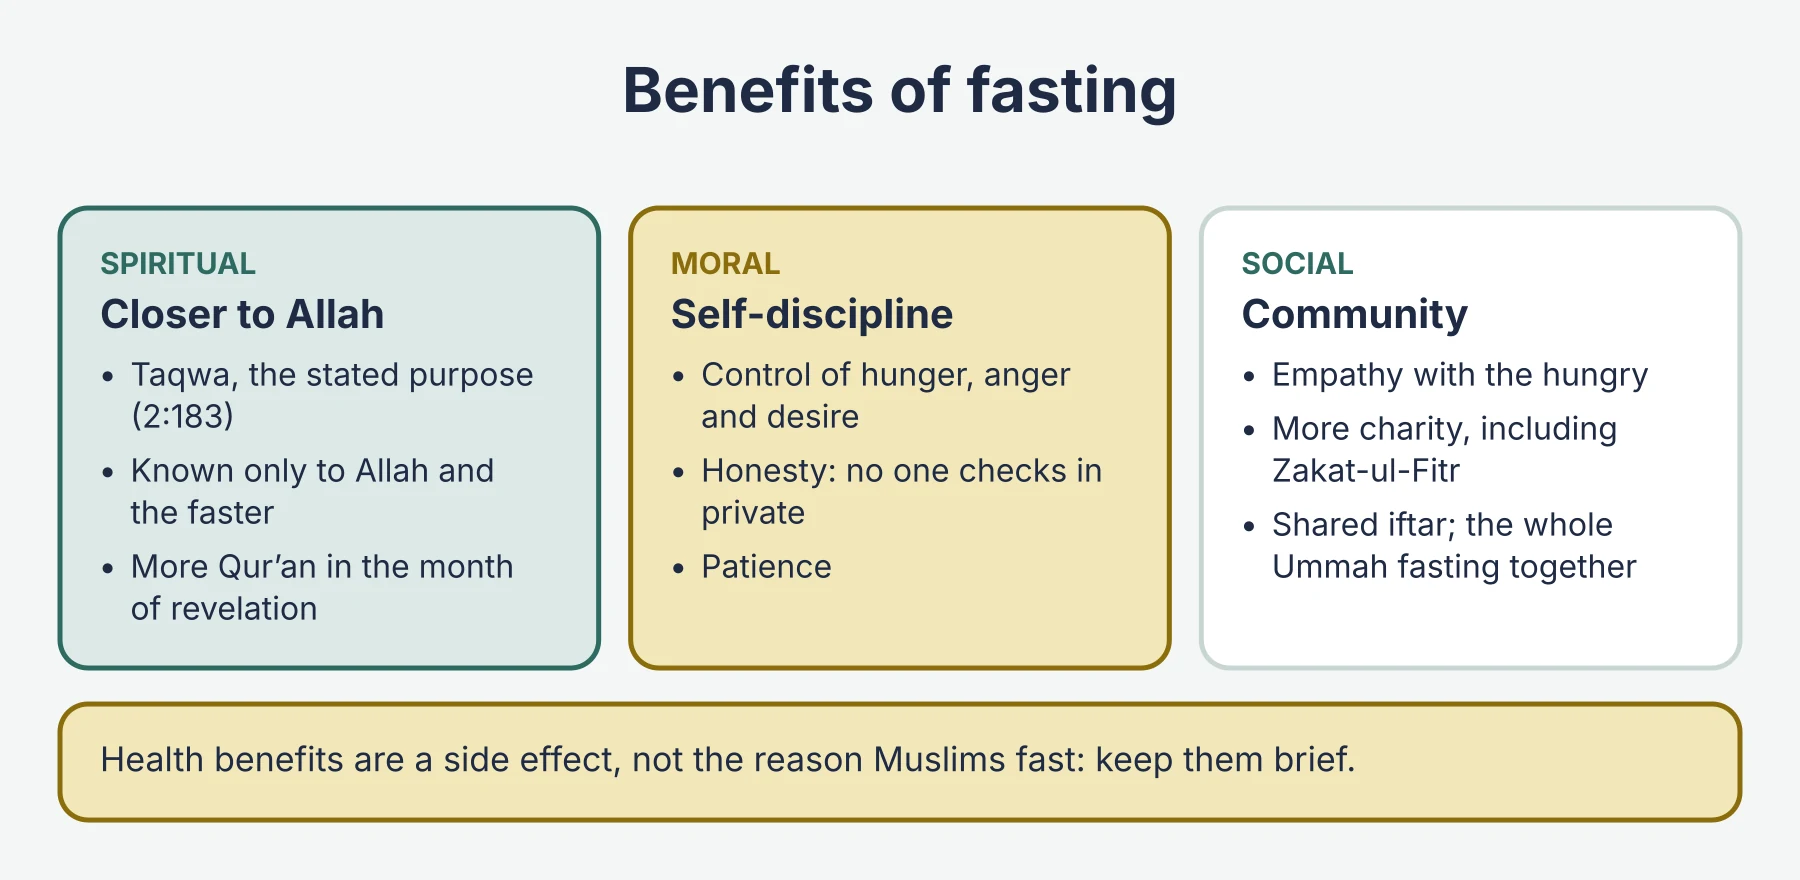 Benefits of fasting
SPIRITUAL
Closer to Allah
• Taqwa, the stated purpose
(2:183)
• Known only to Allah and
the faster
• More Qur’an in the month
of revelation
MORAL
Self-discipline
• Control of hunger, anger
and desire
• Honesty: no one checks in
private
• Patience
SOCIAL
Community
• Empathy with the hungry
• More charity, including
Zakat-ul-Fitr
• Shared iftar; the whole
Ummah fasting together
Health benefits are a side effect, not the reason Muslims fast: keep them brief.